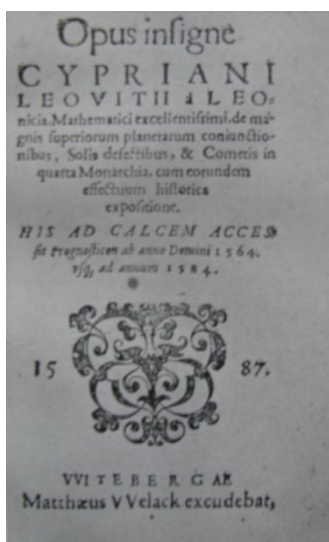 Opus insigne
CYPRIANI
LEOVITII à LEO-
nicia. Mathematici excellentissimi, de ma-
gnis superiorum planetarum coniunctio-
nibus, Solis defectibus, & Cometis in
quarta Monarchia, cum eorundem
effectuum historica
expositione.
HIS AD CALCEM ACCES-
sit Prognosticon ab anno Domini 1564.
usq; ad annum 1584.
15 87.
VVITEBERGAE
Matthæus VVelack excudebat,